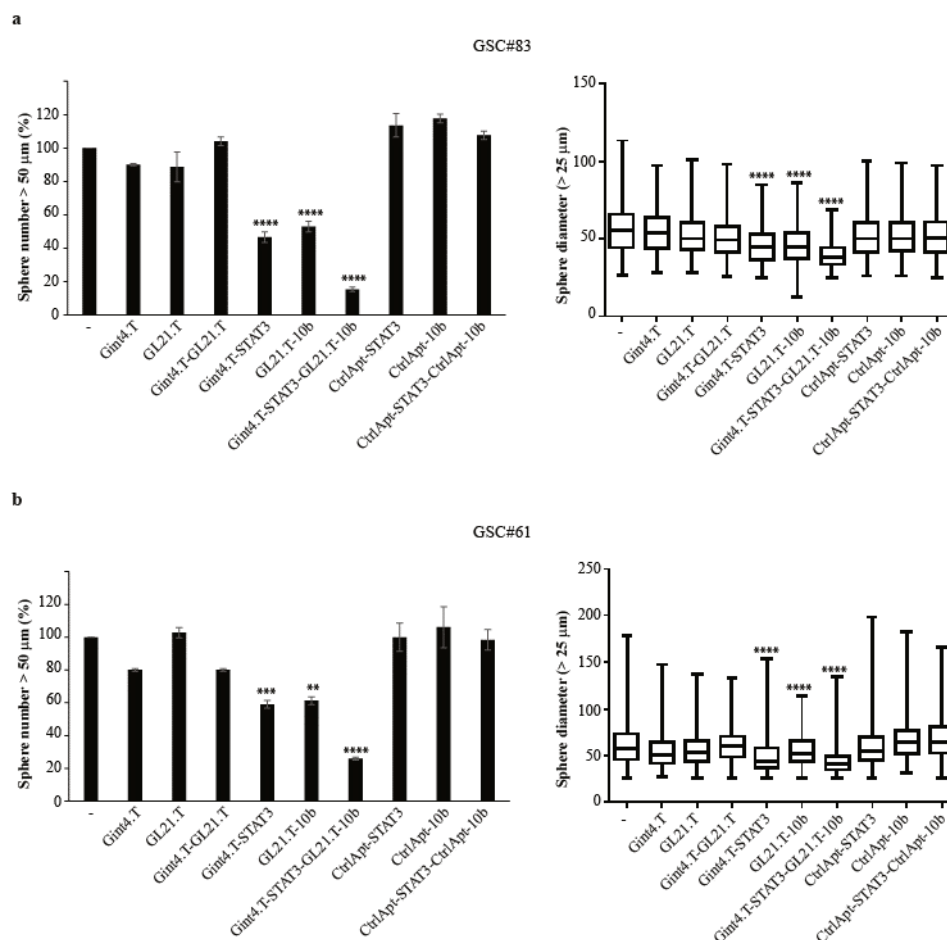 a
GSC#83
Sphere number > 50 µm (%)
120
100
80
60
40
20
0
****
****
****
-
Gint4.T
GL21.T
Gint4.T-GL21.T
Gint4.T-STAT3
GL21.T-10b
Gint4.T-STAT3-GL21.T-10b
CtrlApt-STAT3
CtrlApt-10b
CtrlApt-STAT3-CtrlApt-10b
Sphere diameter (> 25 µm)
150
100
50
0
****
****
****
-
Gint4.T
GL21.T
Gint4.T-GL21.T
Gint4.T-STAT3
GL21.T-10b
Gint4.T-STAT3-GL21.T-10b
CtrlApt-STAT3
CtrlApt-10b
CtrlApt-STAT3-CtrlApt-10b
b
GSC#61
Sphere number > 50 µm (%)
120
100
80
60
40
20
0
***
**
****
-
Gint4.T
GL21.T
Gint4.T-GL21.T
Gint4.T-STAT3
GL21.T-10b
Gint4.T-STAT3-GL21.T-10b
CtrlApt-STAT3
CtrlApt-10b
CtrlApt-STAT3-CtrlApt-10b
Sphere diameter (> 25 µm)
250
200
150
100
50
0
****
****
****
-
Gint4.T
GL21.T
Gint4.T-GL21.T
Gint4.T-STAT3
GL21.T-10b
Gint4.T-STAT3-GL21.T-10b
CtrlApt-STAT3
CtrlApt-10b
CtrlApt-STAT3-CtrlApt-10b